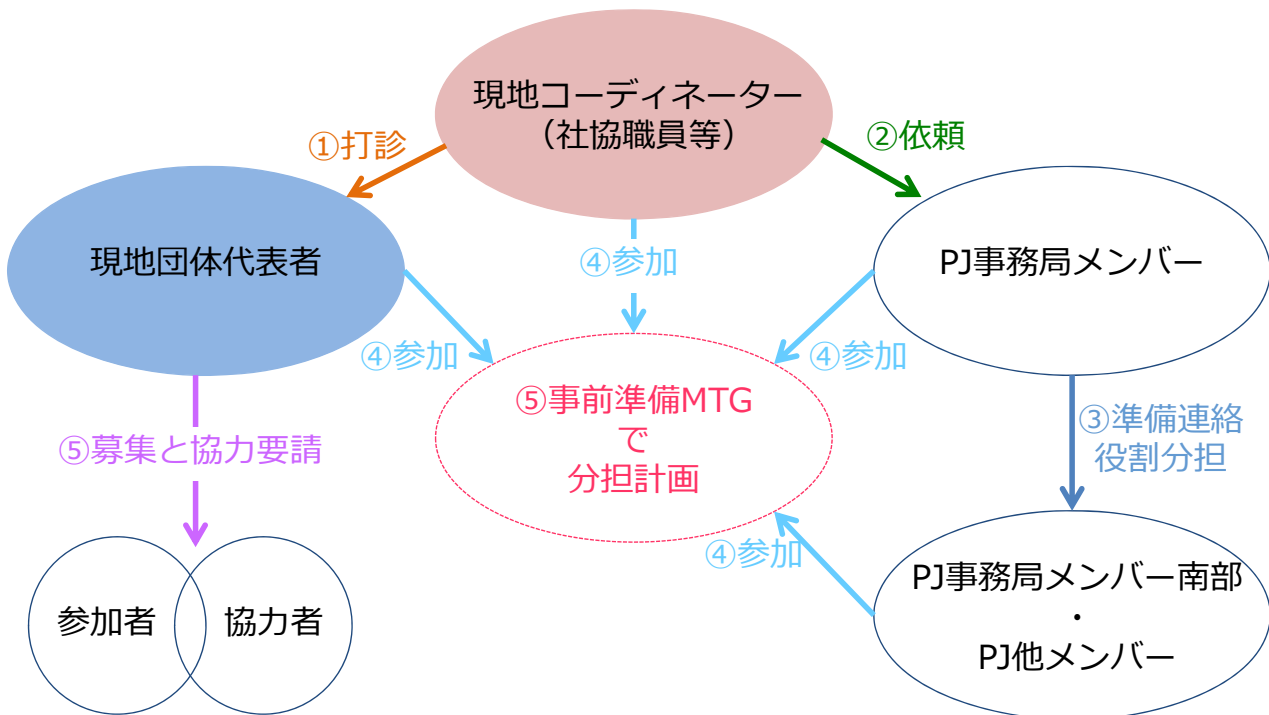 現地コーディネーター
（社協職員等）
①打診
②依頼
現地団体代表者
④参加
PJ事務局メンバー
④参加
④参加
⑤事前準備MTG
で
分担計画
③準備連絡
役割分担
⑤募集と協力要請
④参加
PJ事務局メンバー南部
・
PJ他メンバー
参加者
協力者